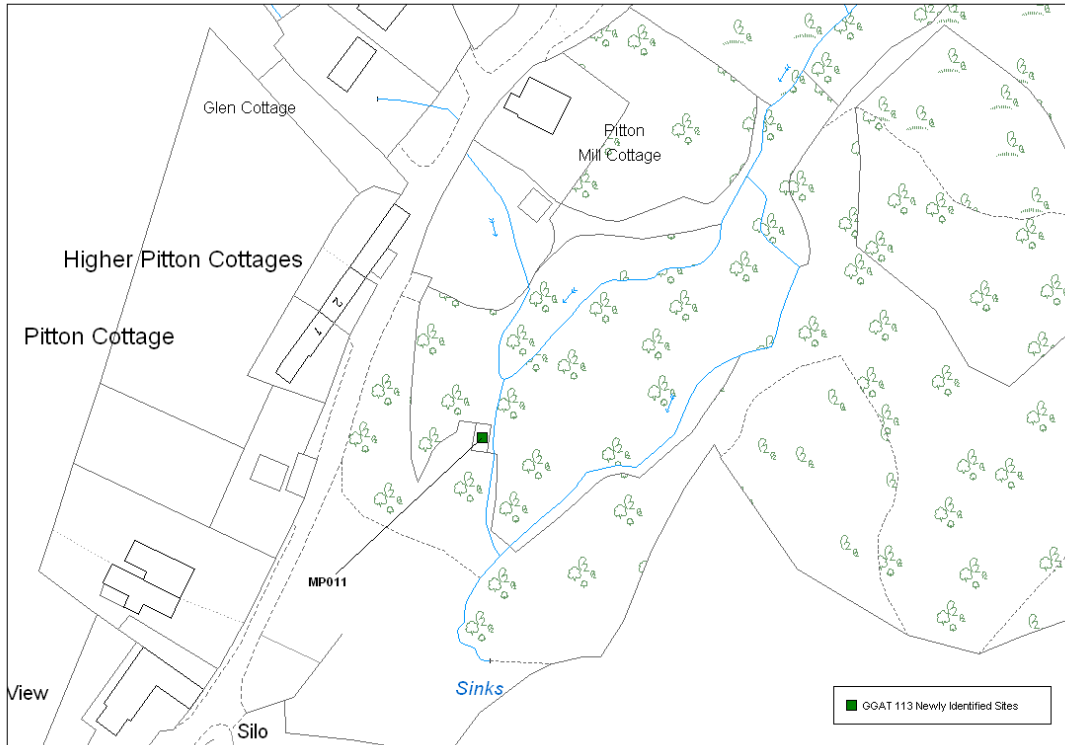 Glen Cottage
Pitton
Mill Cottage
Higher Pitton Cottages
2
1
Pitton Cottage
MP011
Sinks
View
Silo
GGAT 113 Newly Identified Sites